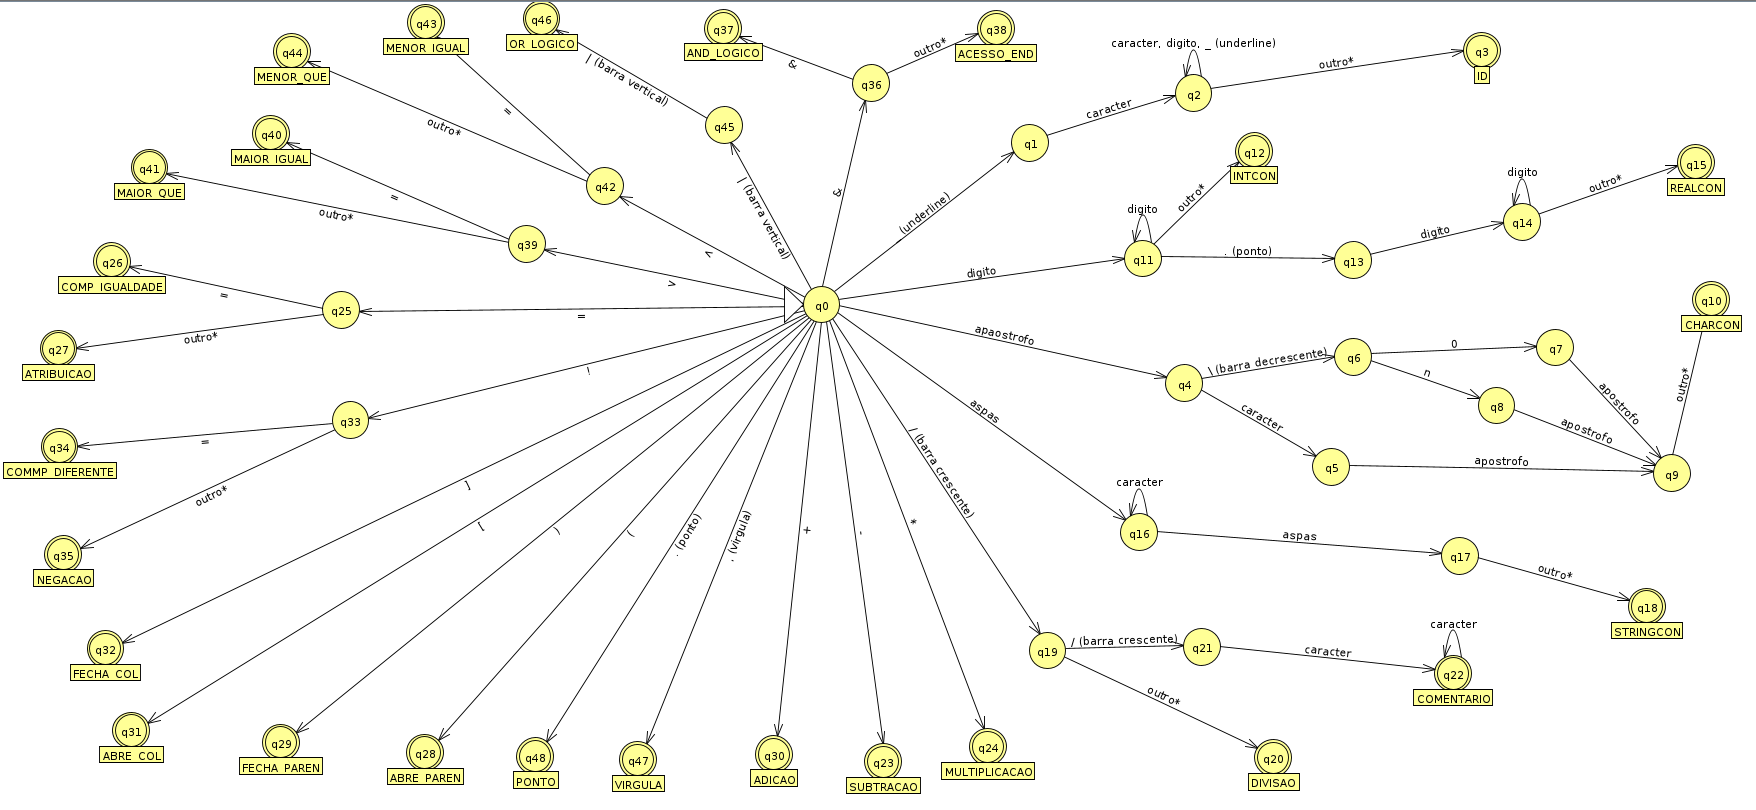 q43
MENOR_IGUAL
q46
OR_LOGICO
q37
AND_LOGICO
q38
ACESSO_END
q44
MENOR_QUE
q3
ID
caracter, digito, _ (underline)
outro*
q2
caracter
q1
outro*
&
q36
| (barra vertical)
q45
=
outro*
q42
q40
MAIOR_IGUAL
q41
MAIOR_QUE
=
outro*
q39
q12
INTCON
outro*
q15
REALCON
outro*
digito
q14
digito
q13
. (ponto)
digito
q11
digito
_(underline)
&
| (barra vertical)
<
>
q26
COMP_IGUALDADE
=
q25
=
outro*
q27
ATRIBUICAO
q0
q10
CHARCON
outro*
apaostrofo
q4
\ (barra decrescente)
q6
0
q7
apostrofo
n
q8
apostrofo
caracter
q5
apostrofo
q9
!
q33
=
q34
COMMP_DIFERENTE
outro*
q35
NEGACAO
aspas
caracter
q16
aspas
q17
outro*
q18
STRINGCON
/ (barra crescente)
*
-
+
, (virgula)
. (ponto)
(
)
[
]
q32
FECHA_COL
q31
ABRE_COL
q29
FECHA_PAREN
q28
ABRE_PAREN
q48
PONTO
q47
VIRGULA
q30
ADICAO
q23
SUBTRACAO
q24
MULTIPLICACAO
q19
/ (barra crescente)
q21
caracter
caracter
q22
COMENTARIO
outro*
q20
DIVISAO